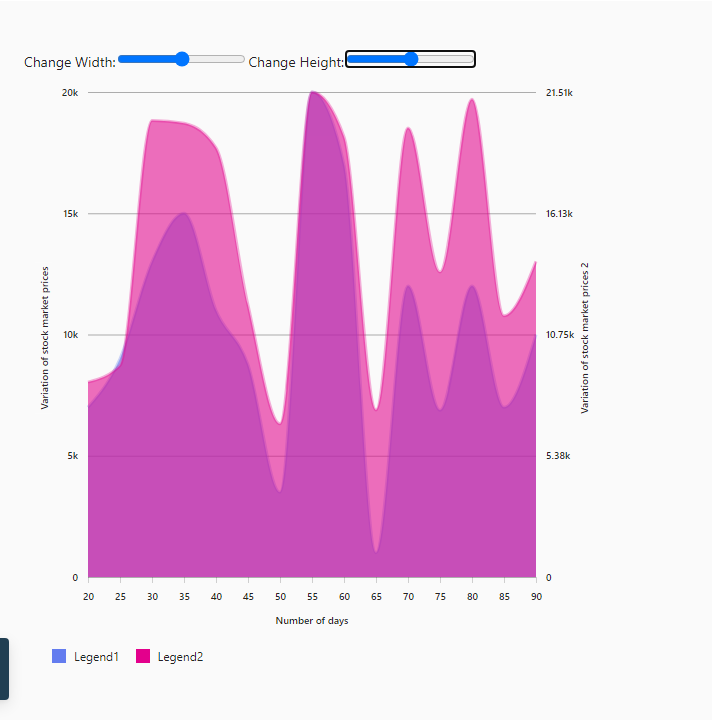 Change Width: Change Height:
20k 21.51k
15k 16.13k
Variation of stock market prices
Variation of stock market prices 2
10k 10.75k
5k 5.38k
0 0
20 25 30 35 40 45 50 55 60 65 70 75 80 85 90
Number of days
Legend1 Legend2